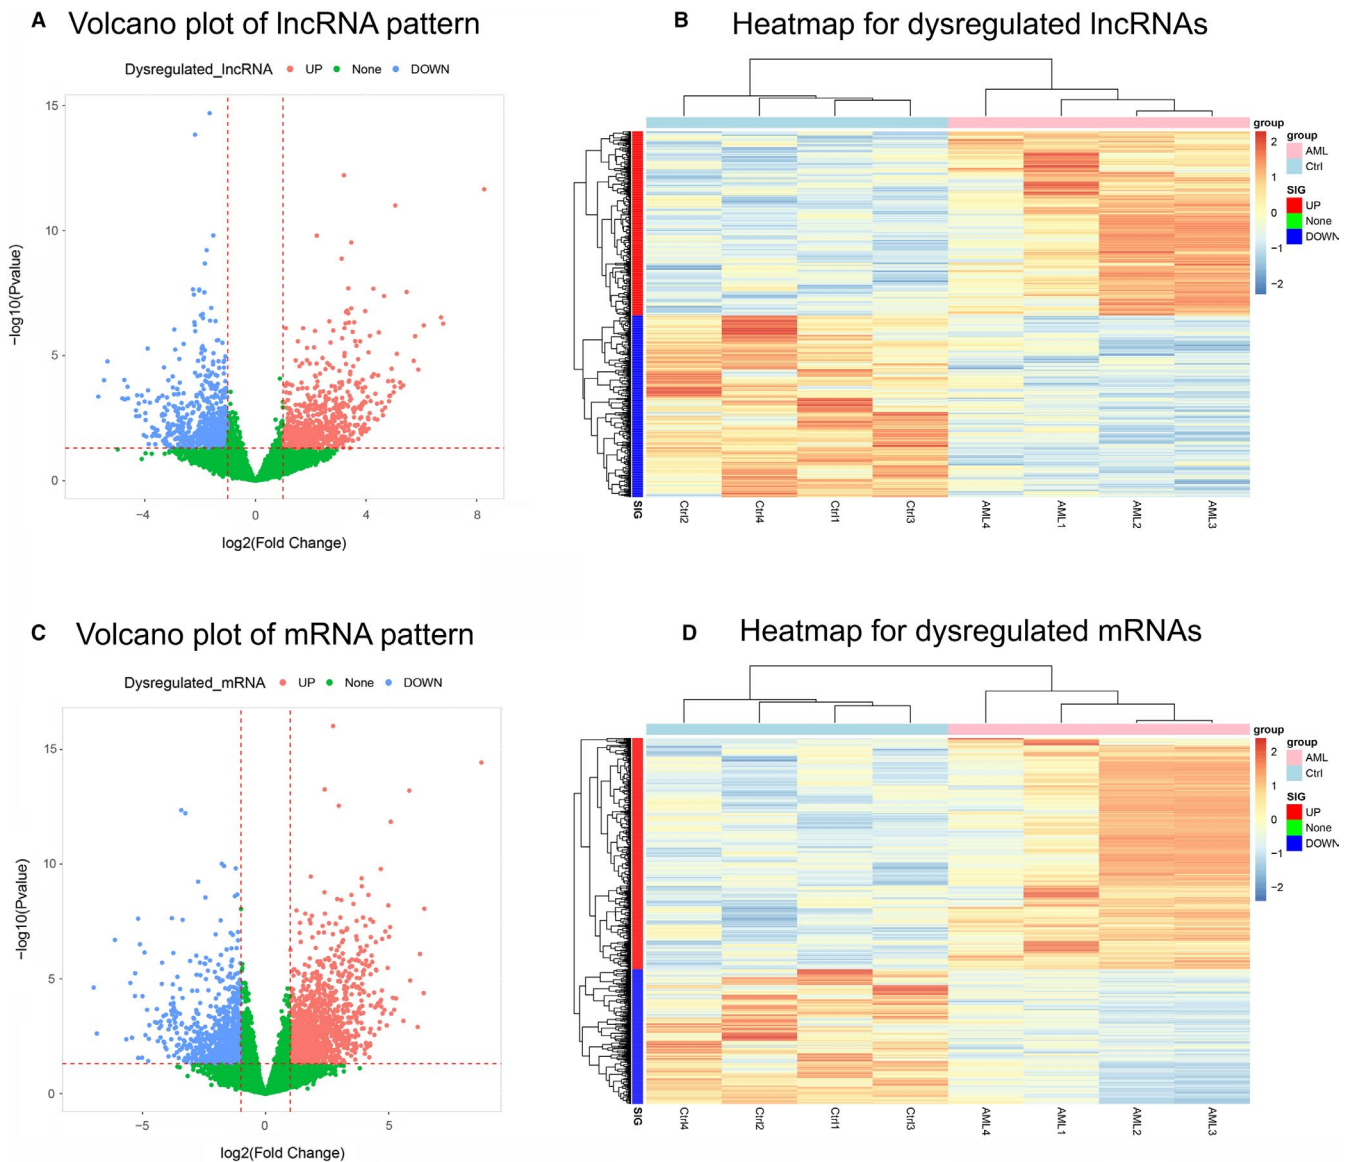 A Volcano plot of lncRNA pattern
Dysregulated_lncRNA UP None DOWN
15
10
5
0
−log10(Pvalue)
−4 0 4 8
log2(Fold Change)
B Heatmap for dysregulated lncRNAs
group
2
1
0
−1
−2
group
AML
Ctrl
SIG
UP
None
DOWN
SIG Ctrl2 Ctrl4 Ctrl1 Ctrl3 AML4 AML1 AML2 AML3
C Volcano plot of mRNA pattern
Dysregulated_mRNA UP None DOWN
15
10
5
0
−log10(Pvalue)
−5 0 5
log2(Fold Change)
D Heatmap for dysregulated mRNAs
group
2
1
0
−1
−2
group
AML
Ctrl
SIG
UP
None
DOWN
SIG Ctrl4 Ctrl2 Ctrl1 Ctrl3 AML4 AML1 AML2 AML3